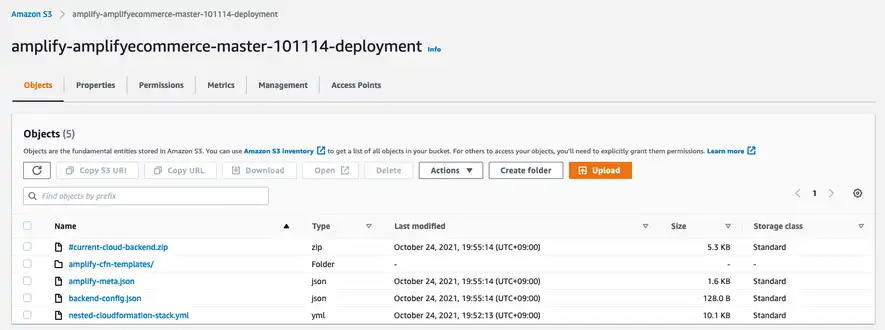 Amazon S3 > amplify-amplifyecommerce-master-101114-deployment
amplify-amplifyecommerce-master-101114-deployment Info
Objects Properties Permissions Metrics Management Access Points
Objects (5)
Objects are the fundamental entities stored in Amazon S3. You can use Amazon S3 inventory to get a list of all objects in your bucket. For others to access your objects, you'll need to explicitly grant them permissions. Learn more
Copy S3 URI Copy URL Download Open Delete Actions Create folder Upload
Find objects by prefix < 1 >
Name Type Last modified Size Storage class
#current-cloud-backend.zip zip October 24, 2021, 19:55:14 (UTC+09:00) 5.3 KB Standard
amplify-cfn-templates/ Folder - - -
amplify-meta.json json October 24, 2021, 19:55:14 (UTC+09:00) 1.6 KB Standard
backend-config.json json October 24, 2021, 19:55:14 (UTC+09:00) 128.0 B Standard
nested-cloudformation-stack.yml yml October 24, 2021, 19:52:13 (UTC+09:00) 10.1 KB Standard